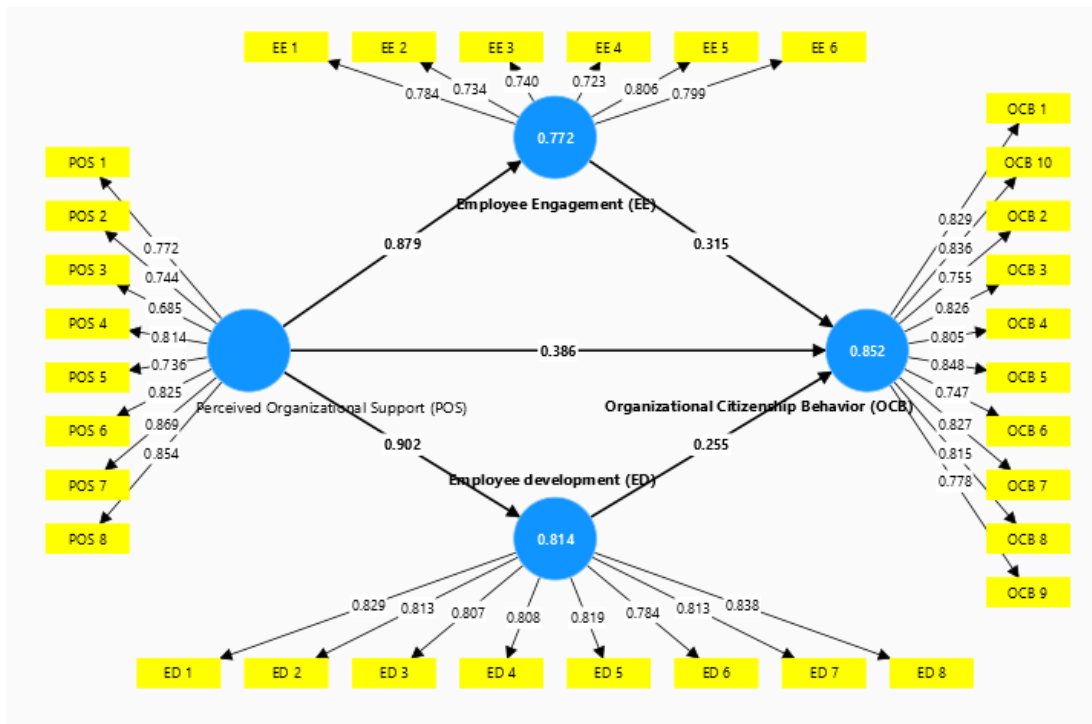 EE 1
EE 2
EE 3
EE 4
EE 5
EE 6
0.784
0.734
0.740
0.723
0.806
0.799
0.772
Employee Engagement (EE)
POS 1
POS 2
POS 3
POS 4
POS 5
POS 6
POS 7
POS 8
0.772
0.744
0.685
0.814
0.736
0.825
0.869
0.854
Perceived Organizational Support (POS)
0.879
0.315
0.386
0.902
0.255
0.852
Organizational Citizenship Behavior (OCB)
0.829
0.836
0.755
0.826
0.805
0.848
0.747
0.827
0.815
0.778
OCB 1
OCB 10
OCB 2
OCB 3
OCB 4
OCB 5
OCB 6
OCB 7
OCB 8
OCB 9
Employee development (ED)
0.814
0.829
0.813
0.807
0.808
0.819
0.784
0.813
0.838
ED 1
ED 2
ED 3
ED 4
ED 5
ED 6
ED 7
ED 8